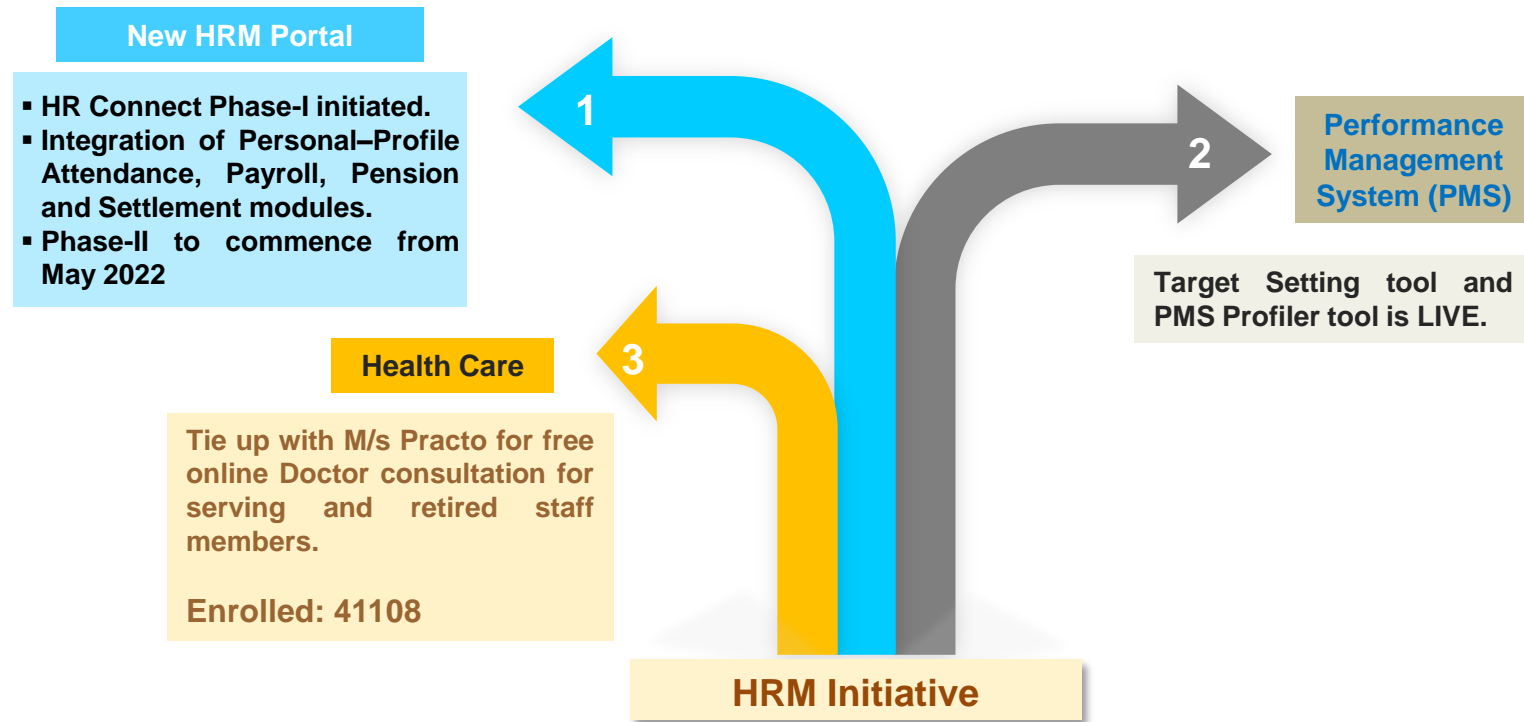 New HRM Portal
▪ HR Connect Phase-I initiated.
▪ Integration of Personal–Profile
Attendance, Payroll, Pension
and Settlement modules.
▪ Phase-II to commence from
May 2022
1
2
Performance
Management
System (PMS)
Target Setting tool and
PMS Profiler tool is LIVE.
3
Health Care
Tie up with M/s Practo for free
online Doctor consultation for
serving and retired staff
members.
Enrolled: 41108
HRM Initiative